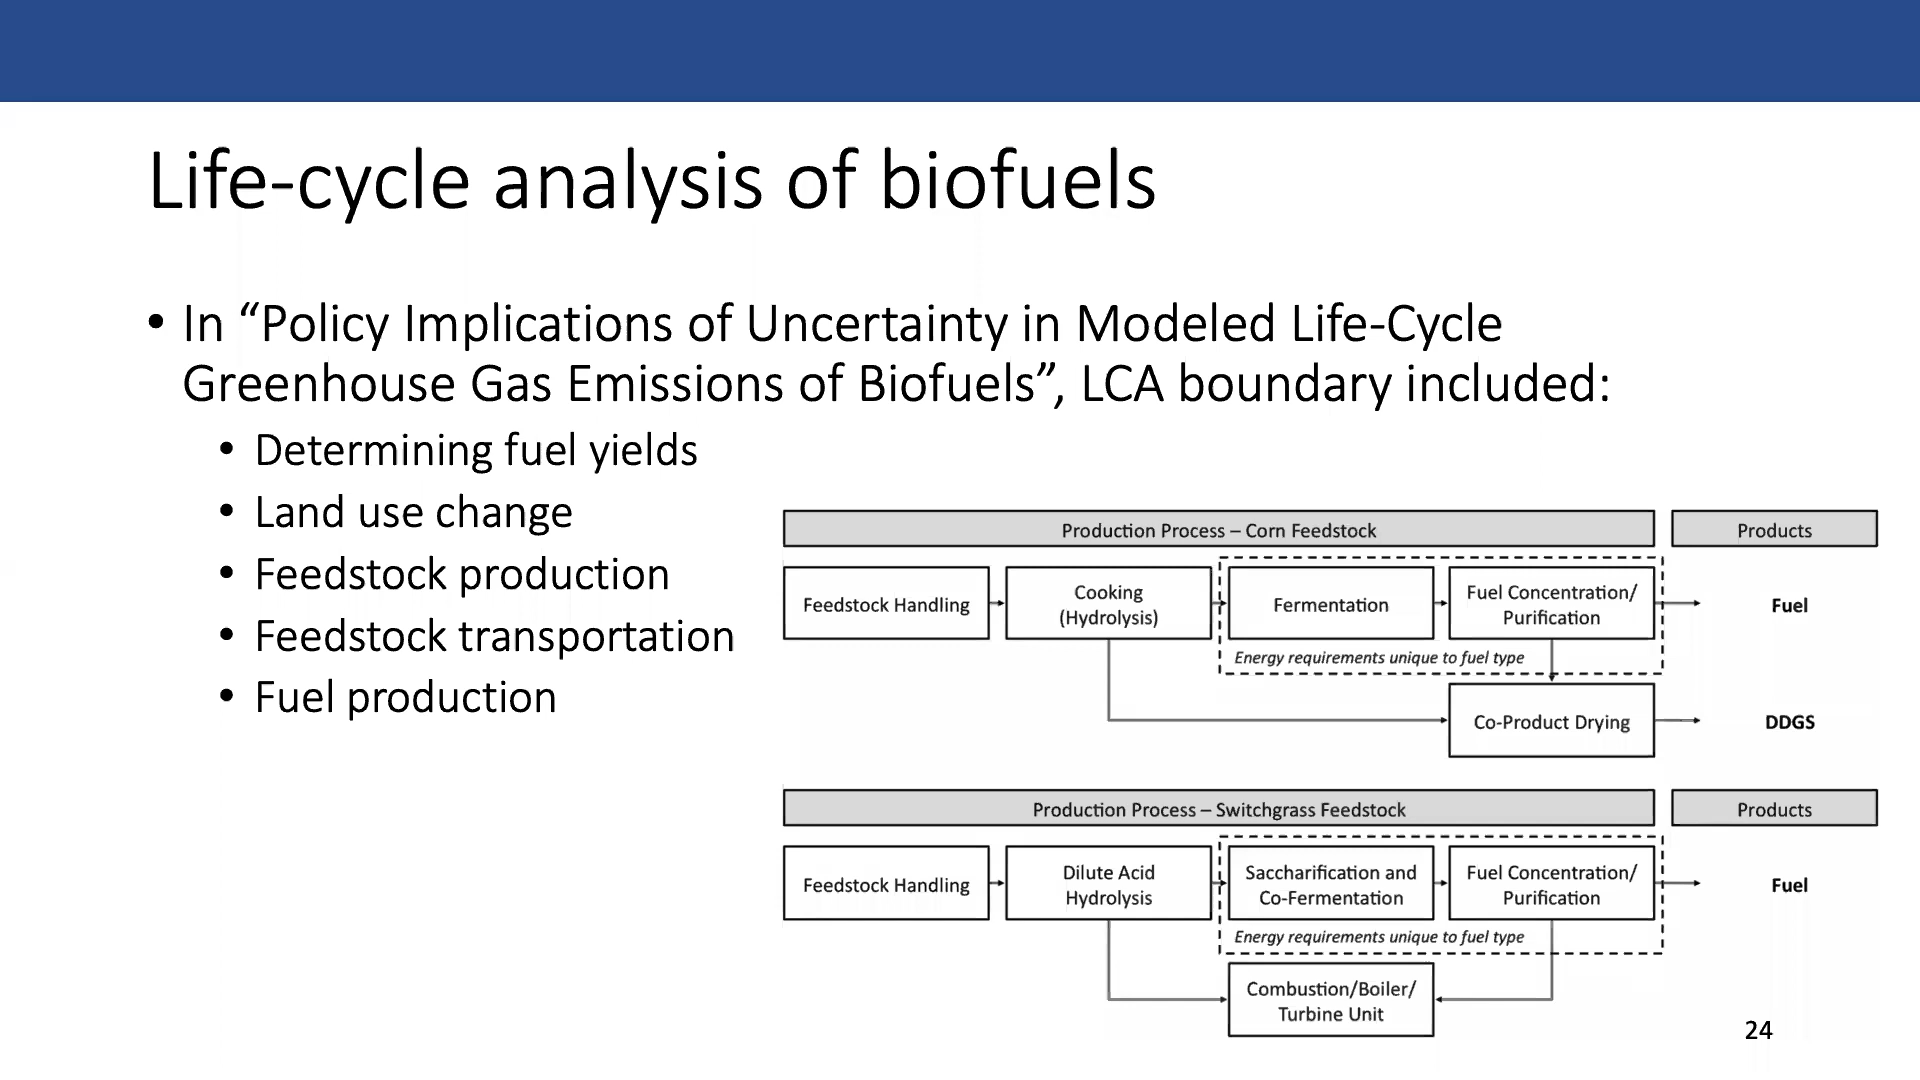 Life-cycle analysis of biofuels
• In “Policy Implications of Uncertainty in Modeled Life-Cycle
Greenhouse Gas Emissions of Biofuels”, LCA boundary included:
• Determining fuel yields
• Land use change
• Feedstock production
• Feedstock transportation
• Fuel production
Production Process – Corn Feedstock
Products
Feedstock Handling
Cooking
(Hydrolysis)
Fermentation
Fuel Concentration/
Purification
Fuel
Energy requirements unique to fuel type
Co-Product Drying
DDGS
Production Process – Switchgrass Feedstock
Products
Feedstock Handling
Dilute Acid
Hydrolysis
Saccharification and
Co-Fermentation
Fuel Concentration/
Purification
Fuel
Energy requirements unique to fuel type
Combustion/Boiler/
Turbine Unit
24